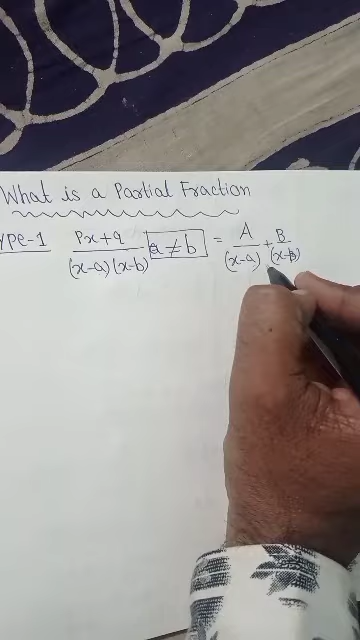 What is a Partial Fraction
YPE-1 Px+q/(x-a)(x-b) a≠b = A/(x-a) + B/(x-b)